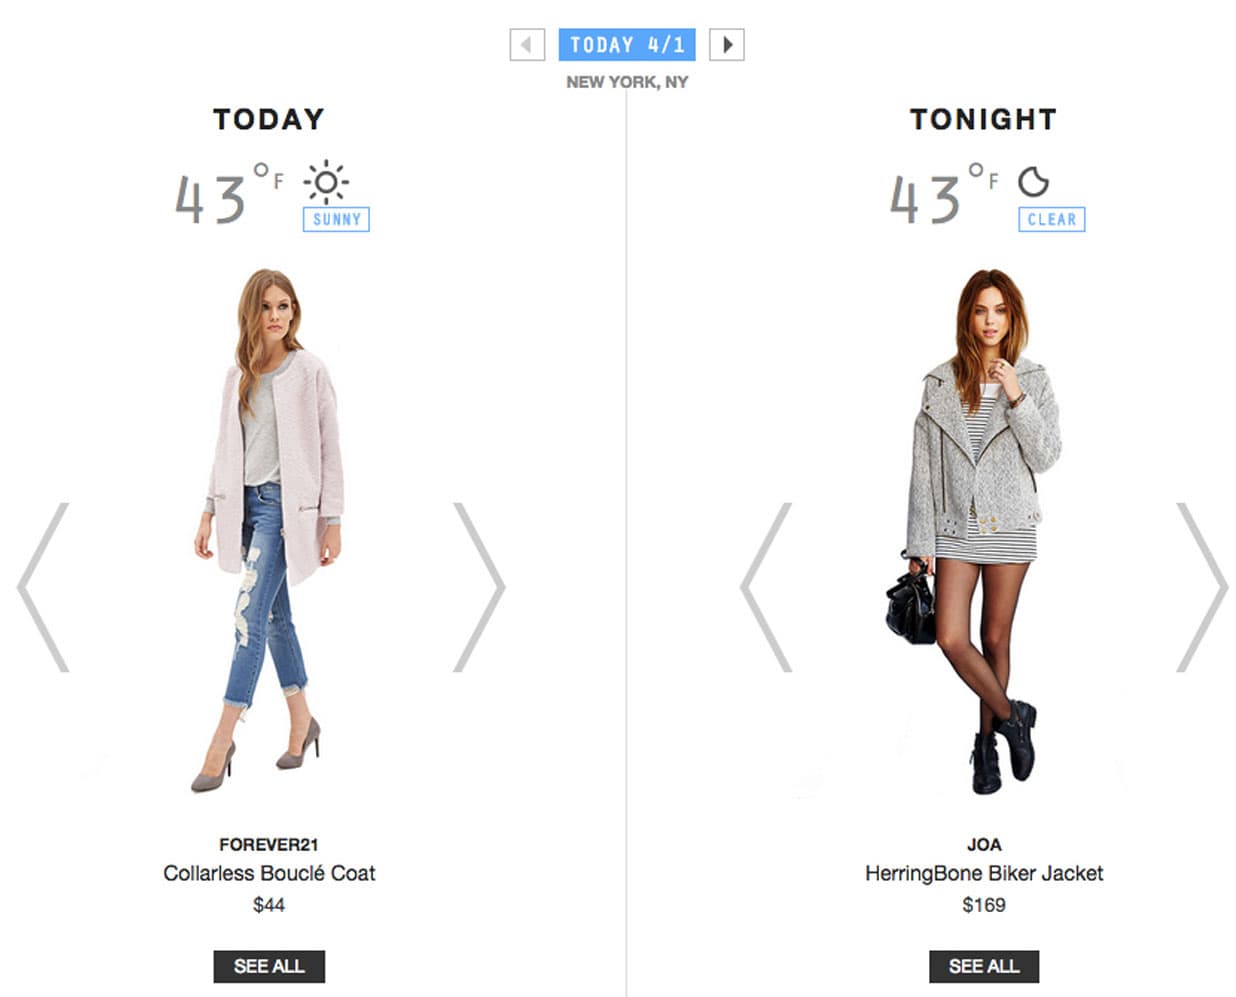 TODAY 4/1
NEW YORK, NY
TODAY
43°F
SUNNY
FOREVER21
Collarless Bouclé Coat
$44
SEE ALL
TONIGHT
43°F
CLEAR
JOA
HerringBone Biker Jacket
$169
SEE ALL